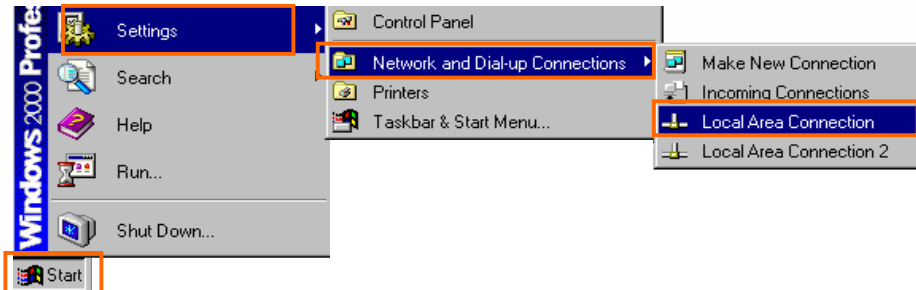 Windows 2000 Profe
Settings
Search
Help
Run...
Shut Down...
Start
Control Panel
Network and Dial-up Connections
Printers
Taskbar & Start Menu...
Make New Connection
Incoming Connections
Local Area Connection
Local Area Connection 2